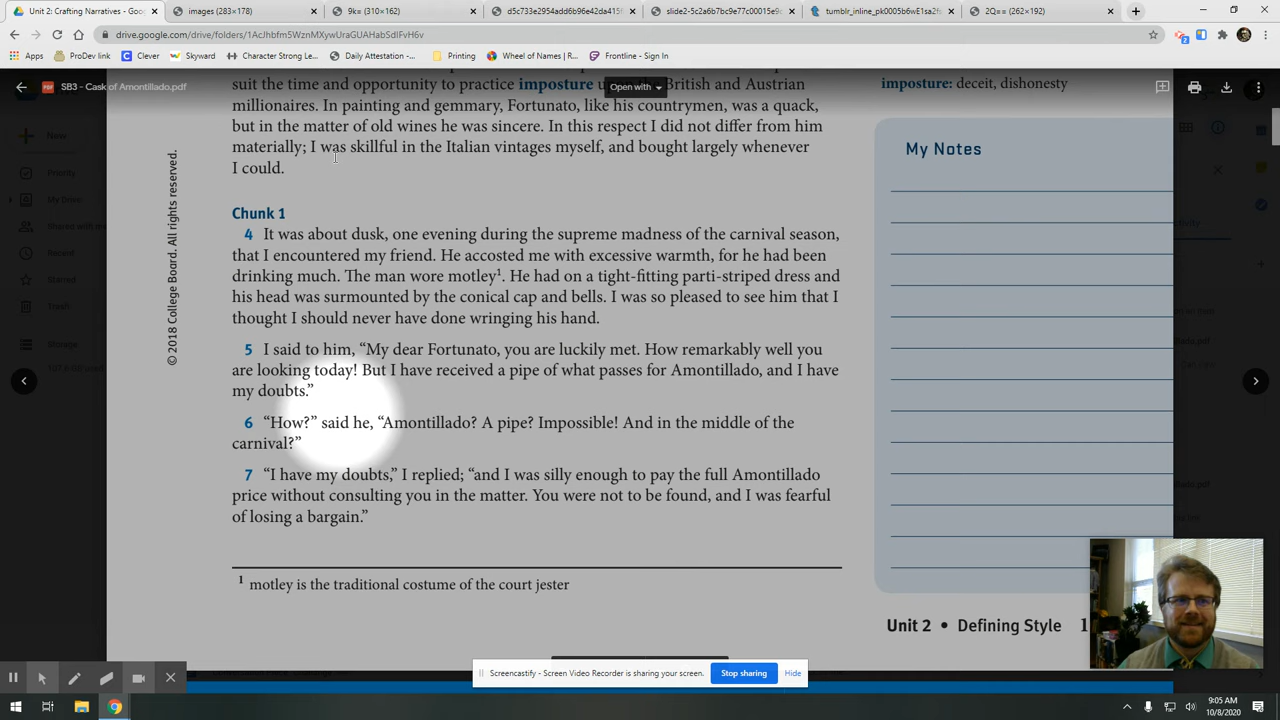 Unit 2: Crafting Narratives - Goo
images (283×178)
9k= (310×162)
d5c733e2954add6b96e42da415f
slide2-5c2a6b7bc9e77c00015e9c
tumblr_inline_pk0005b6wE1sa2f
2Q== (262×192)
drive.google.com/drive/folders/1AcJhbfm5WznMXywUraGUAHabSdIFvH6v
Apps
ProDev link
Clever
Skyward
Character Strong Le...
Daily Attestation -...
Printing
Wheel of Names |...
Frontline - Sign In
SB3 - Cask of Amontillado.pdf
Open with
New
Priority
My Drive
Shared with me
Recent
Starred
Trash
Storage
© 2018 College Board. All rights reserved.
suit the time and opportunity to practice imposture upon the British and Austrian
millionaires. In painting and gemmary, Fortunato, like his countrymen, was a quack,
but in the matter of old wines he was sincere. In this respect I did not differ from him
materially; I was skillful in the Italian vintages myself, and bought largely whenever
I could.
imposture: deceit, dishonesty
My Notes
Chunk 1
4 It was about dusk, one evening during the supreme madness of the carnival season,
that I encountered my friend. He accosted me with excessive warmth, for he had been
drinking much. The man wore motley¹. He had on a tight-fitting parti-striped dress and
his head was surmounted by the conical cap and bells. I was so pleased to see him that I
thought I should never have done wringing his hand.
5 I said to him, “My dear Fortunato, you are luckily met. How remarkably well you
are looking today! But I have received a pipe of what passes for Amontillado, and I have
my doubts.”
6 “How?” said he, “Amontillado? A pipe? Impossible! And in the middle of the
carnival?”
7 “I have my doubts,” I replied; “and I was silly enough to pay the full Amontillado
price without consulting you in the matter. You were not to be found, and I was fearful
of losing a bargain.”
¹ motley is the traditional costume of the court jester
Unit 2 • Defining Style 1
Screencastify - Screen Video Recorder is sharing your screen.
Stop sharing
Hide
9:05 AM
10/8/2020